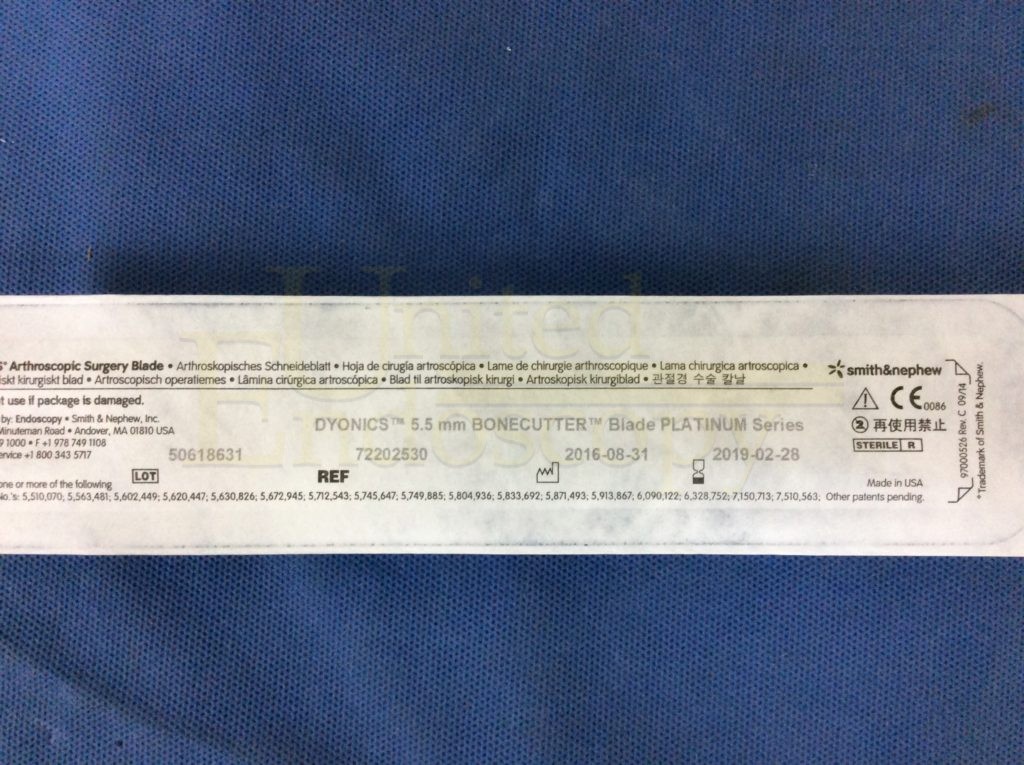 United
Endoscopy
S™ Arthroscopic Surgery Blade • Arthroskopisches Schneideblatt • Hoja de cirugía artroscópica • Lame de chirurgie arthroscopique • Lama chirurgica artroscopica •
iskt kirurgiskt blad • Artroscopisch operatiemes • Lâmina cirúrgica artroscópica • Blad til artroskopisk kirurgi • Artroskopisk kirurgiblad • 관절경 수술 칼날
smith&nephew
t use if package is damaged.
0086
by: Endoscopy • Smith & Nephew, Inc.
Minuteman Road • Andover, MA 01810 USA
9 1000 • F +1 978 749 1108
ervice +1 800 343 5717
DYONICS™ 5.5 mm BONECUTTER™ Blade PLATINUM Series
2 再使用禁止
STERILE R
50618631 72202530 2016-08-31 2019-02-28
LOT REF
Made in USA
one or more of the following
No.'s: 5,510,070; 5,563,481; 5,602,449; 5,620,447; 5,630,826; 5,672,945; 5,712,543; 5,745,647; 5,749,885; 5,804,936; 5,833,692; 5,871,493; 5,913,867; 6,090,122; 6,328,752; 7,150,713; 7,510,563; Other patents pending.
97000526 Rev. C 09/14
Trademark of Smith & Nephew.